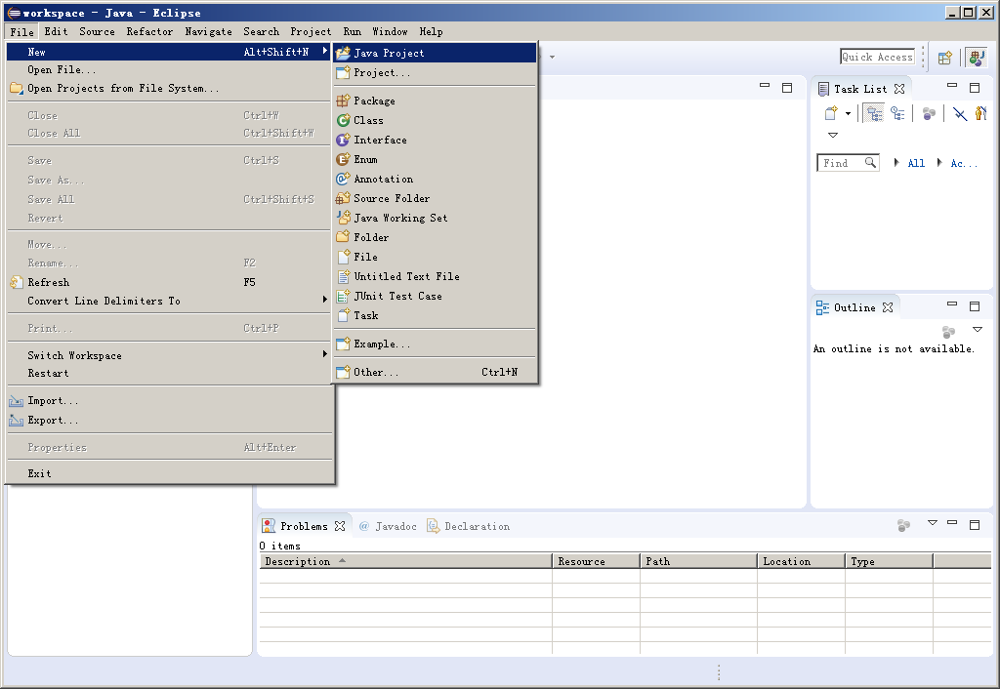 workspace - Java - Eclipse
File Edit Source Refactor Navigate Search Project Run Window Help
New Alt+Shift+N
Open File...
Open Projects from File System...
Close Ctrl+W
Close All Ctrl+Shift+W
Save Ctrl+S
Save As...
Save All Ctrl+Shift+S
Revert
Move...
Rename... F2
Refresh F5
Convert Line Delimiters To
Print... Ctrl+P
Switch Workspace
Restart
Import...
Export...
Properties Alt+Enter
Exit
Java Project
Project...
Package
Class
Interface
Enum
Annotation
Source Folder
Java Working Set
Folder
File
Untitled Text File
JUnit Test Case
Task
Example...
Other... Ctrl+N
Quick Access
Task List
Find All Ac...
Outline
An outline is not available.
Problems @ Javadoc Declaration
0 items
Description Resource Path Location Type